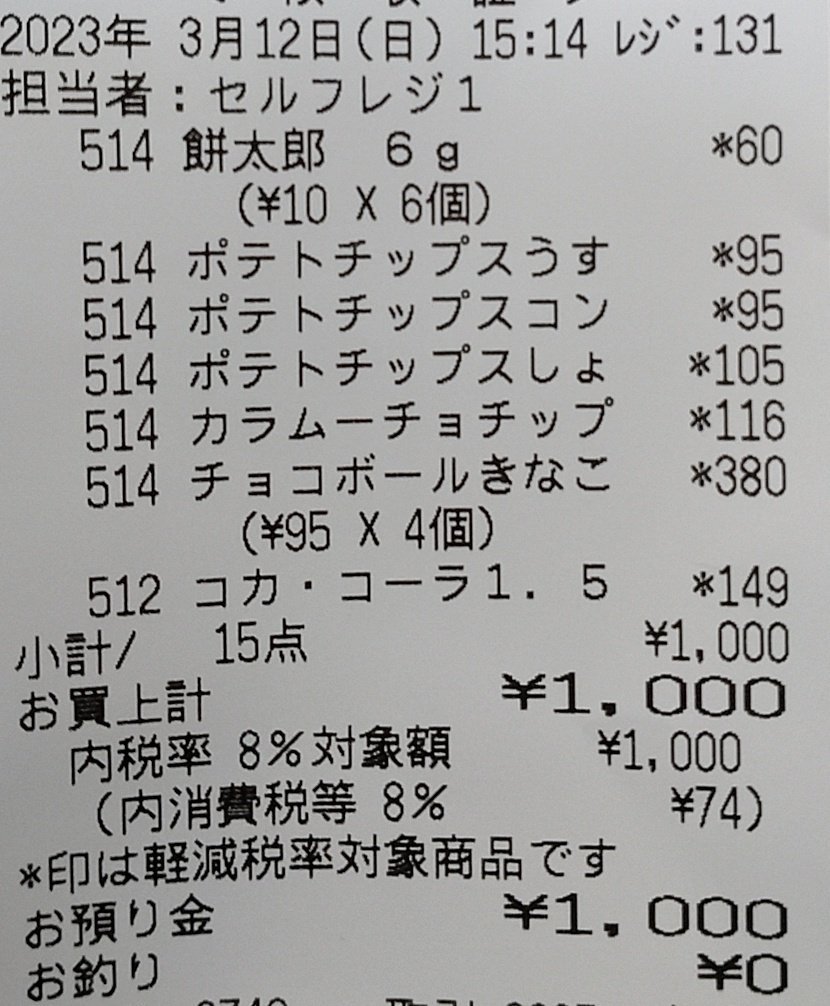 2023年 3月12日(日) 15:14 ﾚｼﾞ:131
担当者:セルフレジ1
514 餅太郎 6g *60
(¥10 X 6個)
514 ポテトチップスうす *95
514 ポテトチップスコン *95
514 ポテトチップスしょ *105
514 カラムーチョチップ *116
514 チョコボールきなこ *380
(¥95 X 4個)
512 コカ・コーラ1. 5 *149
小計/ 15点 ¥1,000
お買上計 ¥1,000
内税率 8%対象額 ¥1,000
(内消費税等 8% ¥74)
*印は軽減税率対象商品です
お預り金 ¥1,000
お釣り ¥0